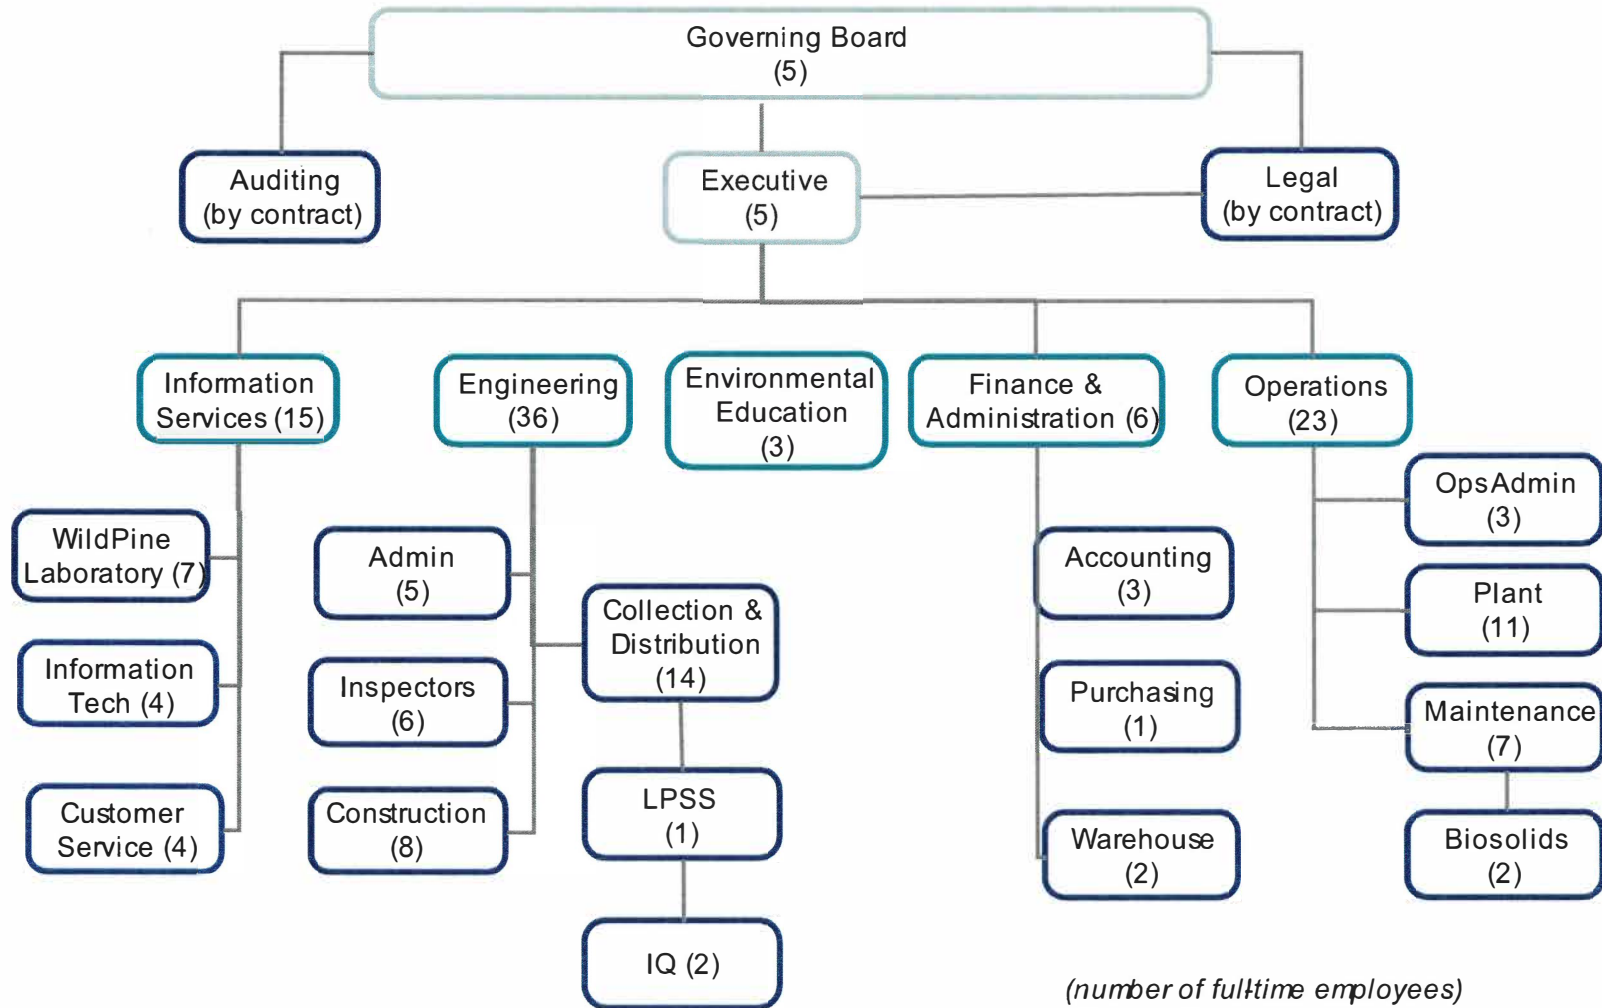 Governing Board
(5)
Auditing
(by contract)
Executive
(5)
Legal
(by contract)
Information
Services (15)
Engineering
(36)
Environmental
Education
(3)
Finance &
Administration (6)
Operations
(23)
WildPine
Laboratory (7)
Information
Tech (4)
Customer
Service (4)
Admin
(5)
Inspectors
(6)
Construction
(8)
Collection &
Distribution
(14)
LPSS
(1)
IQ (2)
Accounting
(3)
Purchasing
(1)
Warehouse
(2)
OpsAdmin
(3)
Plant
(11)
Maintenance
(7)
Biosolids
(2)
(number of full-time employees)